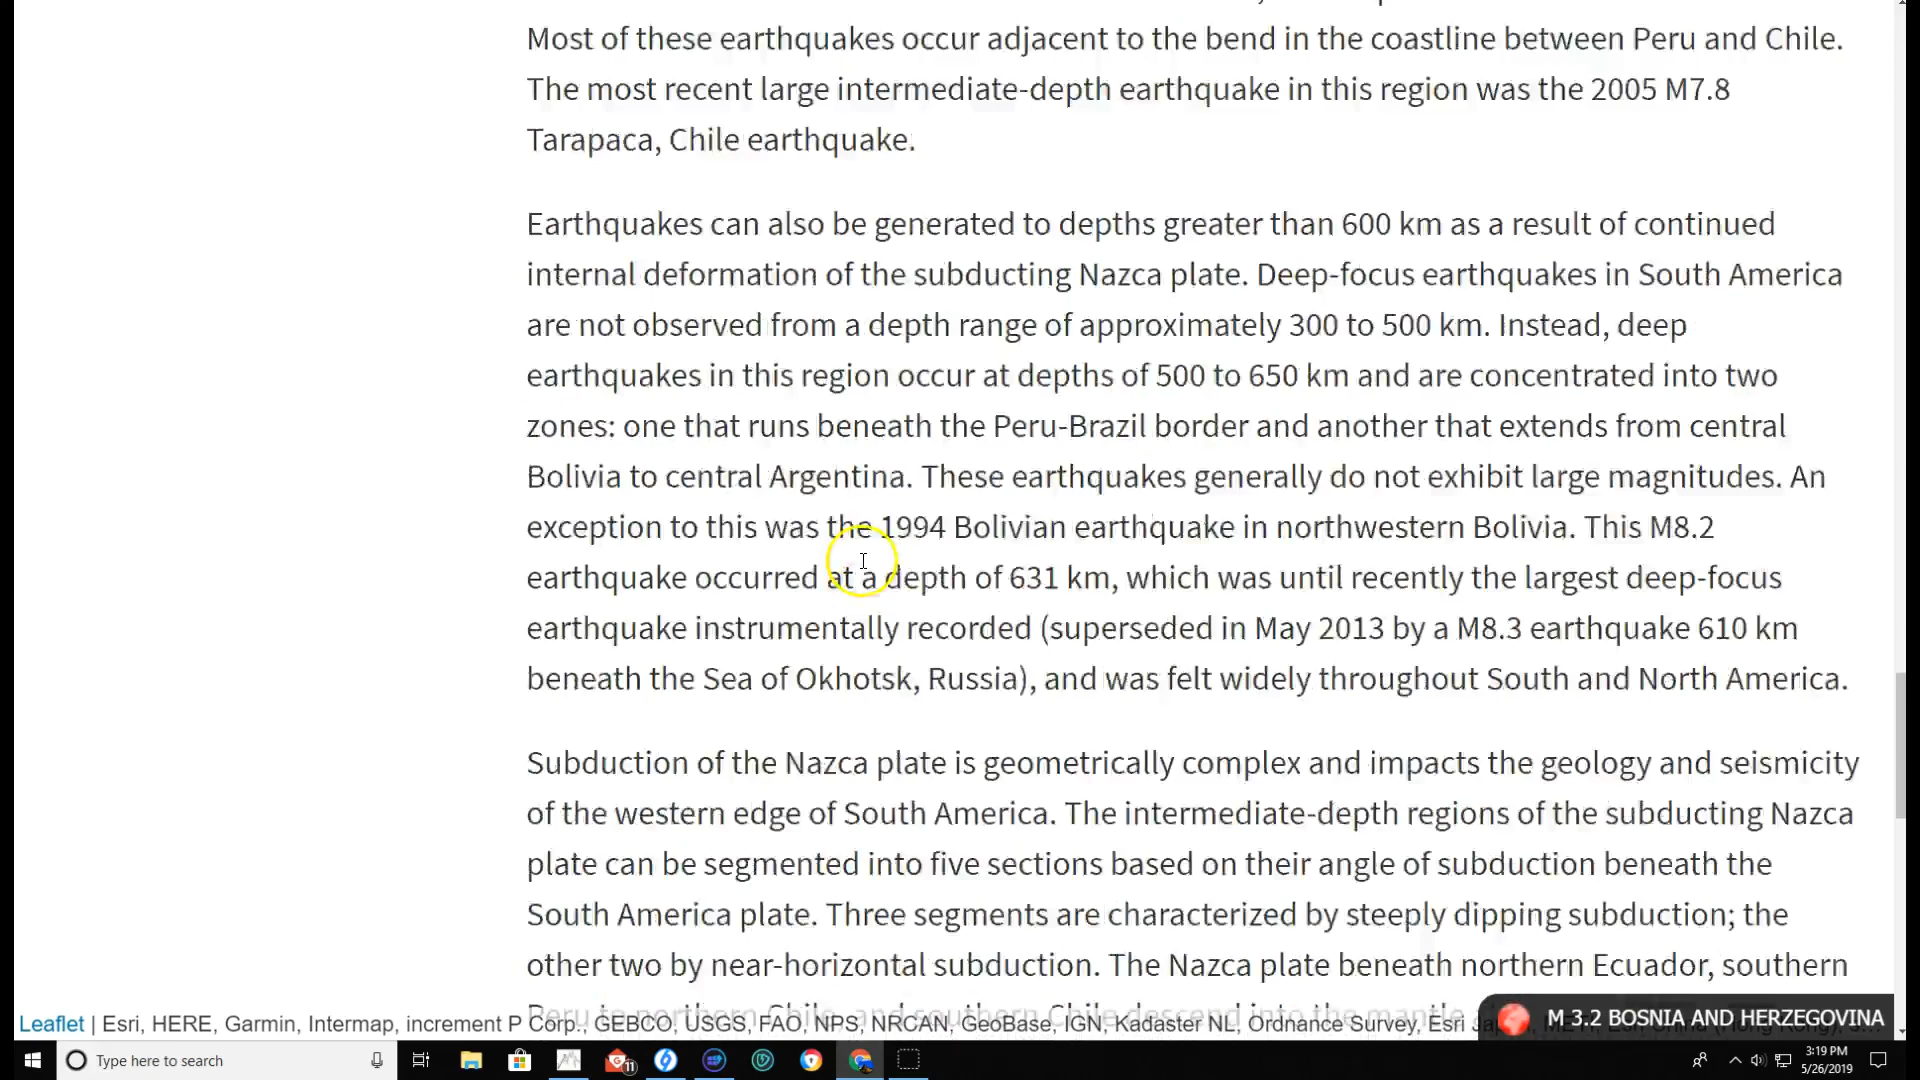 Most of these earthquakes occur adjacent to the bend in the coastline between Peru and Chile.
The most recent large intermediate-depth earthquake in this region was the 2005 M7.8
Tarapaca, Chile earthquake.
Earthquakes can also be generated to depths greater than 600 km as a result of continued
internal deformation of the subducting Nazca plate. Deep-focus earthquakes in South America
are not observed from a depth range of approximately 300 to 500 km. Instead, deep
earthquakes in this region occur at depths of 500 to 650 km and are concentrated into two
zones: one that runs beneath the Peru-Brazil border and another that extends from central
Bolivia to central Argentina. These earthquakes generally do not exhibit large magnitudes. An
exception to this was the 1994 Bolivian earthquake in northwestern Bolivia. This M8.2
earthquake occurred at a depth of 631 km, which was until recently the largest deep-focus
earthquake instrumentally recorded (superseded in May 2013 by a M8.3 earthquake 610 km
beneath the Sea of Okhotsk, Russia), and was felt widely throughout South and North America.
Subduction of the Nazca plate is geometrically complex and impacts the geology and seismicity
of the western edge of South America. The intermediate-depth regions of the subducting Nazca
plate can be segmented into five sections based on their angle of subduction beneath the
South America plate. Three segments are characterized by steeply dipping subduction; the
other two by near-horizontal subduction. The Nazca plate beneath northern Ecuador, southern
Peru to northern Chile, and southern Chile descend into the mantle
Leaflet | Esri, HERE, Garmin, Intermap, increment P Corp., GEBCO, USGS, FAO, NPS, NRCAN, GeoBase, IGN, Kadaster NL, Ordnance Survey, Esri
M 3.2 BOSNIA AND HERZEGOVINA
Type here to search
11
3:19 PM
5/26/2019